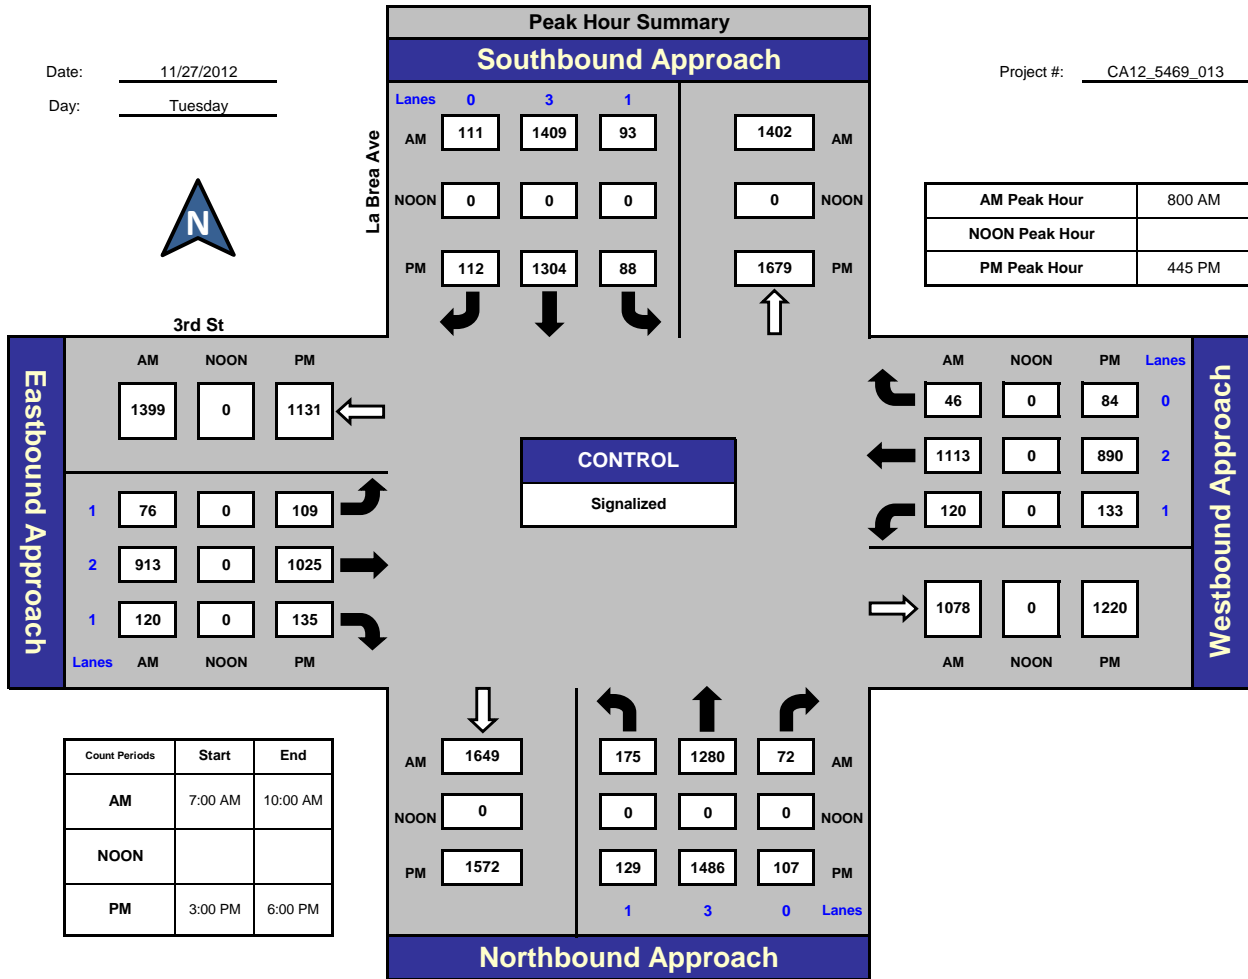 Peak Hour Summary
Southbound Approach
Date: 11/27/2012
Day: Tuesday
Project #: CA12_5469_013
La Brea Ave
Lanes 0 3 1
AM 111 1409 93 1402 AM
NOON 0 0 0 0 NOON
PM 112 1304 88 1679 PM
N
AM Peak Hour 800 AM
NOON Peak Hour
PM Peak Hour 445 PM
3rd St
Eastbound Approach
AM NOON PM
1399 0 1131
1 76 0 109
2 913 0 1025
1 120 0 135
Lanes AM NOON PM
CONTROL
Signalized
AM NOON PM Lanes
46 0 84 0
1113 0 890 2
120 0 133 1
1078 0 1220
AM NOON PM
Westbound Approach
Count Periods Start End
AM 7:00 AM 10:00 AM
NOON
PM 3:00 PM 6:00 PM
AM 1649 175 1280 72 AM
NOON 0 0 0 0 NOON
PM 1572 129 1486 107 PM
1 3 0 Lanes
Northbound Approach